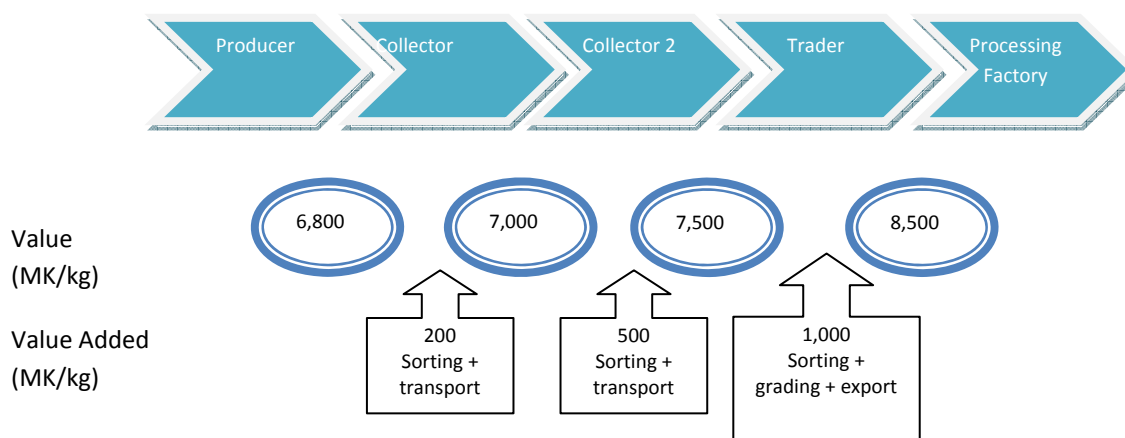 Producer
Collector
Collector 2
Trader
Processing
Factory
6,800
7,000
7,500
8,500
Value
(MK/kg)
Value Added
(MK/kg)
200
Sorting +
transport
500
Sorting +
transport
1,000
Sorting +
grading + export